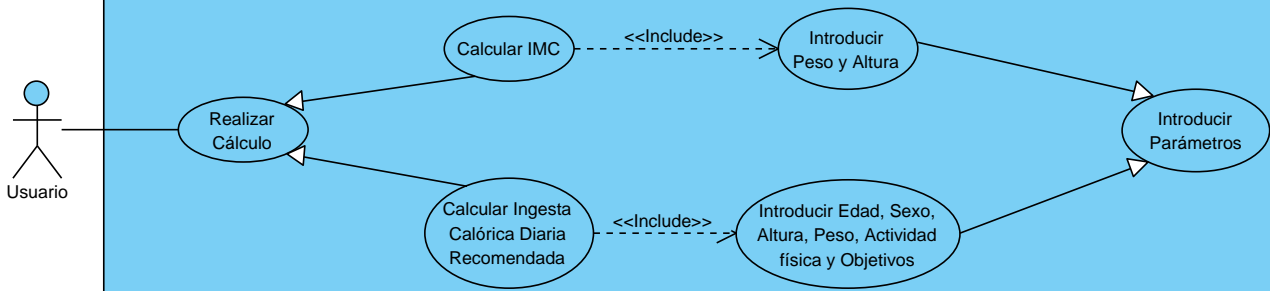 Calcular IMC
<<Include>>
Introducir
Peso y Altura
Realizar
Cálculo
Introducir
Parámetros
Usuario
Calcular Ingesta
Calórica Diaria
Recomendada
<<Include>>
Introducir Edad, Sexo,
Altura, Peso, Actividad
física y Objetivos